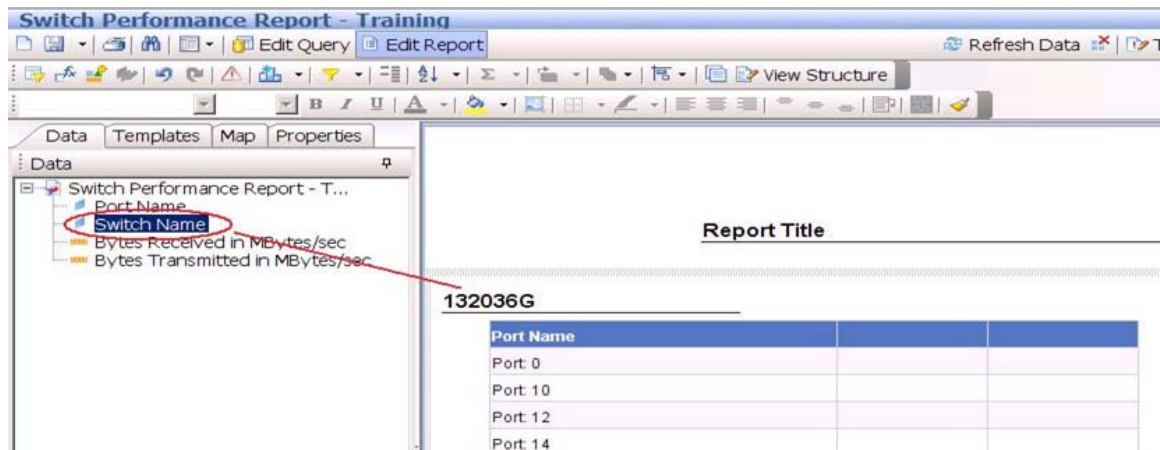 Switch Performance Report - Training
Edit Query Edit Report Refresh Data
B I U A View Structure
Data Templates Map Properties
Data
Switch Performance Report - T...
Port Name
Switch Name
Bytes Received in MBytes/sec
Bytes Transmitted in MBytes/sec
Report Title
132036G
Port Name
Port: 0
Port: 10
Port: 12
Port: 14